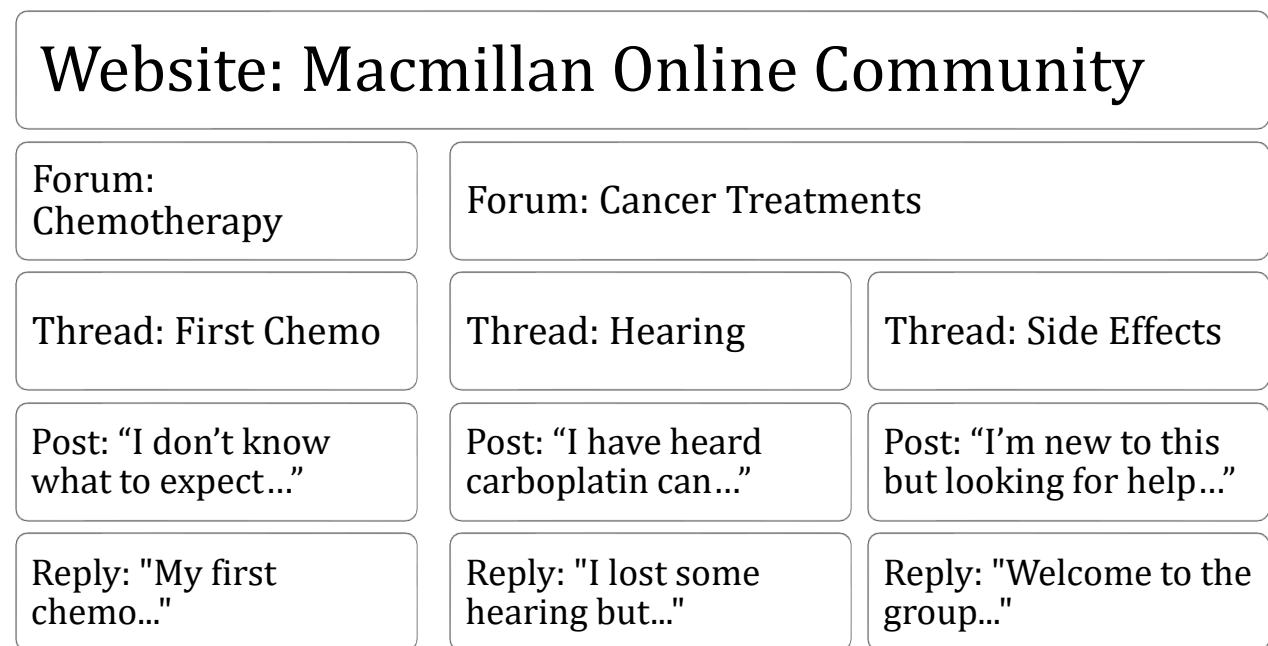 Website: Macmillan Online Community
Forum:
Chemotherapy
Forum: Cancer Treatments
Thread: First Chemo
Thread: Hearing
Thread: Side Effects
Post: “I don’t know
what to expect…”
Post: “I have heard
carboplatin can…”
Post: “I’m new to this
but looking for help…”
Reply: "My first
chemo..."
Reply: "I lost some
hearing but..."
Reply: "Welcome to the
group..."